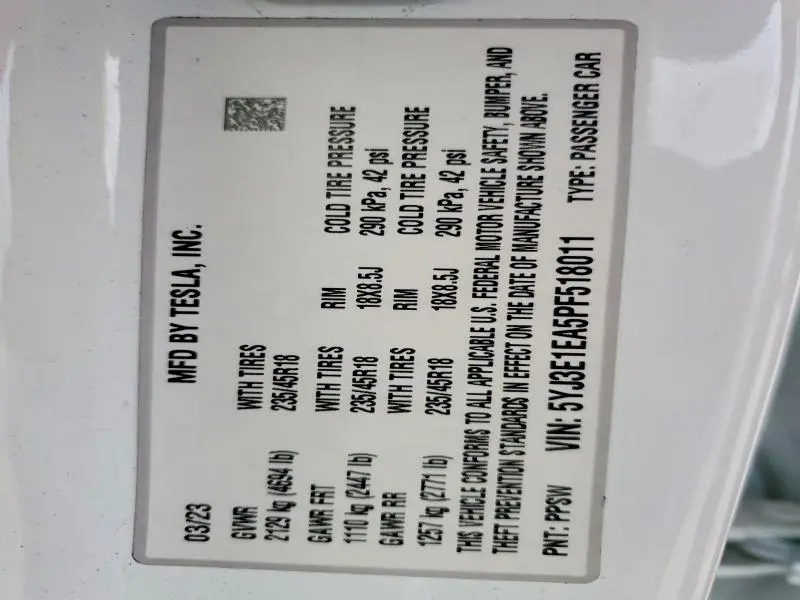 MFD BY TESLA, INC.
03/23
GVWR WITH TIRES
2129 kg (4694 lb) 235/45R18
GAWR FRT WITH TIRES RIM COLD TIRE PRESSURE
1110 kg (2447 lb) 235/45R18 18X8.5J 290 kPa, 42 psi
GAWR RR WITH TIRES RIM COLD TIRE PRESSURE
1257 kg (2771 lb) 235/45R18 18X8.5J 290 kPa, 42 psi
THIS VEHICLE CONFORMS TO ALL APPLICABLE U.S. FEDERAL MOTOR VEHICLE SAFETY, BUMPER, AND
THEFT PREVENTION STANDARDS IN EFFECT ON THE DATE OF MANUFACTURE SHOWN ABOVE.
PNT: PPSW VIN: 5YJ3E1EA5PF518011 TYPE: PASSENGER CAR